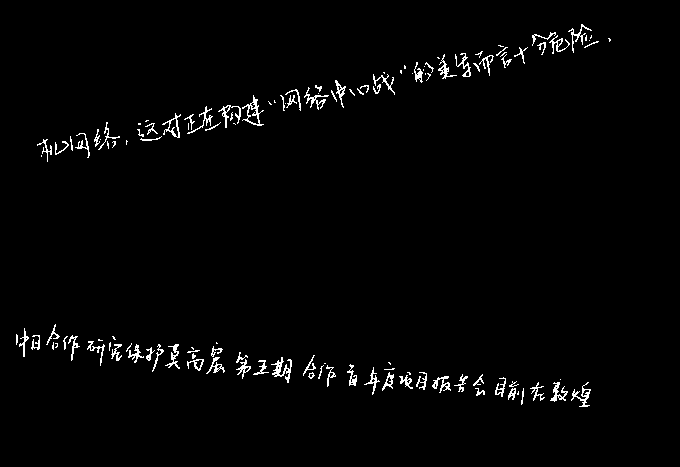 机网络，这对正在构建“网络中心战”的美军而言十分危险．
中日合作研究保护莫高窟第五期合作首年度项目报告会目前在敦煌